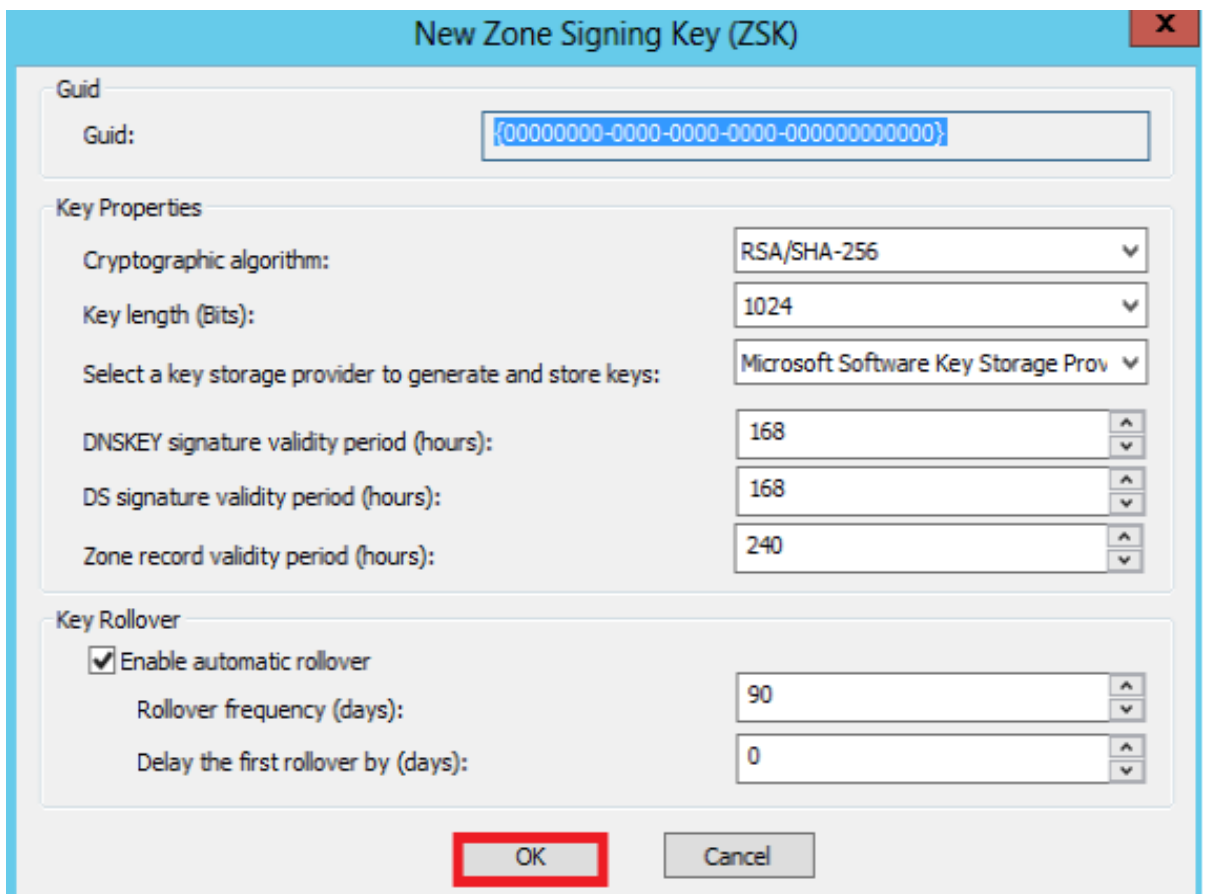 New Zone Signing Key (ZSK)
x
Guid
Guid: {00000000-0000-0000-0000-000000000000}
Key Properties
Cryptographic algorithm: RSA/SHA-256
Key length (Bits): 1024
Select a key storage provider to generate and store keys: Microsoft Software Key Storage Prov
DNSKEY signature validity period (hours): 168
DS signature validity period (hours): 168
Zone record validity period (hours): 240
Key Rollover
Enable automatic rollover
Rollover frequency (days): 90
Delay the first rollover by (days): 0
OK Cancel